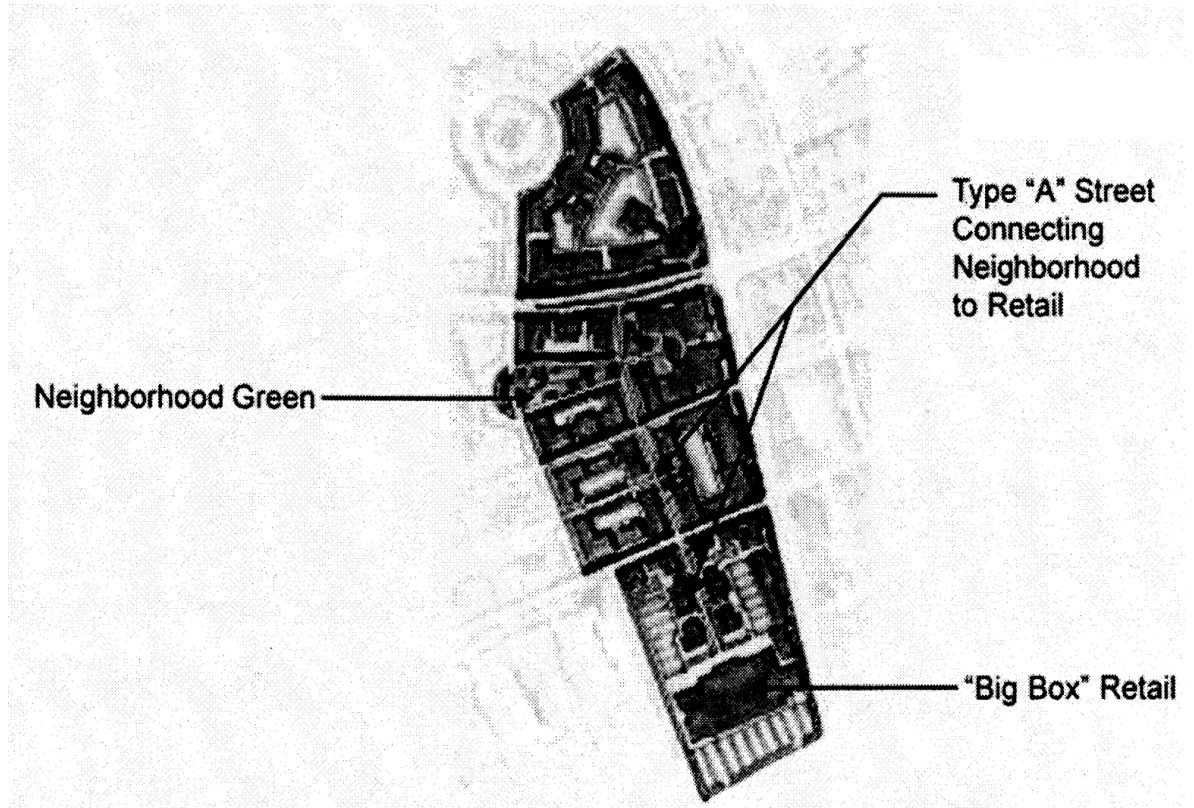 Type “A” Street
Connecting
Neighborhood
to Retail
Neighborhood Green
“Big Box” Retail